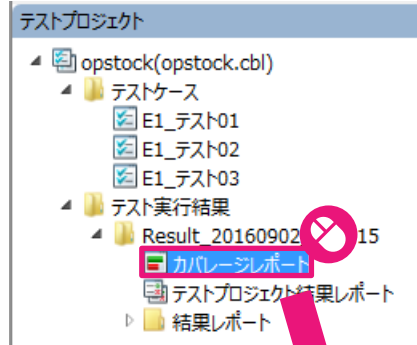 テストプロジェクト
opstock(opstock.cbl)
テストケース
E1_テスト01
E1_テスト02
E1_テスト03
テスト実行結果
Result_20160902 15
カバレージレポート
テストプロジェクト結果レポート
結果レポート